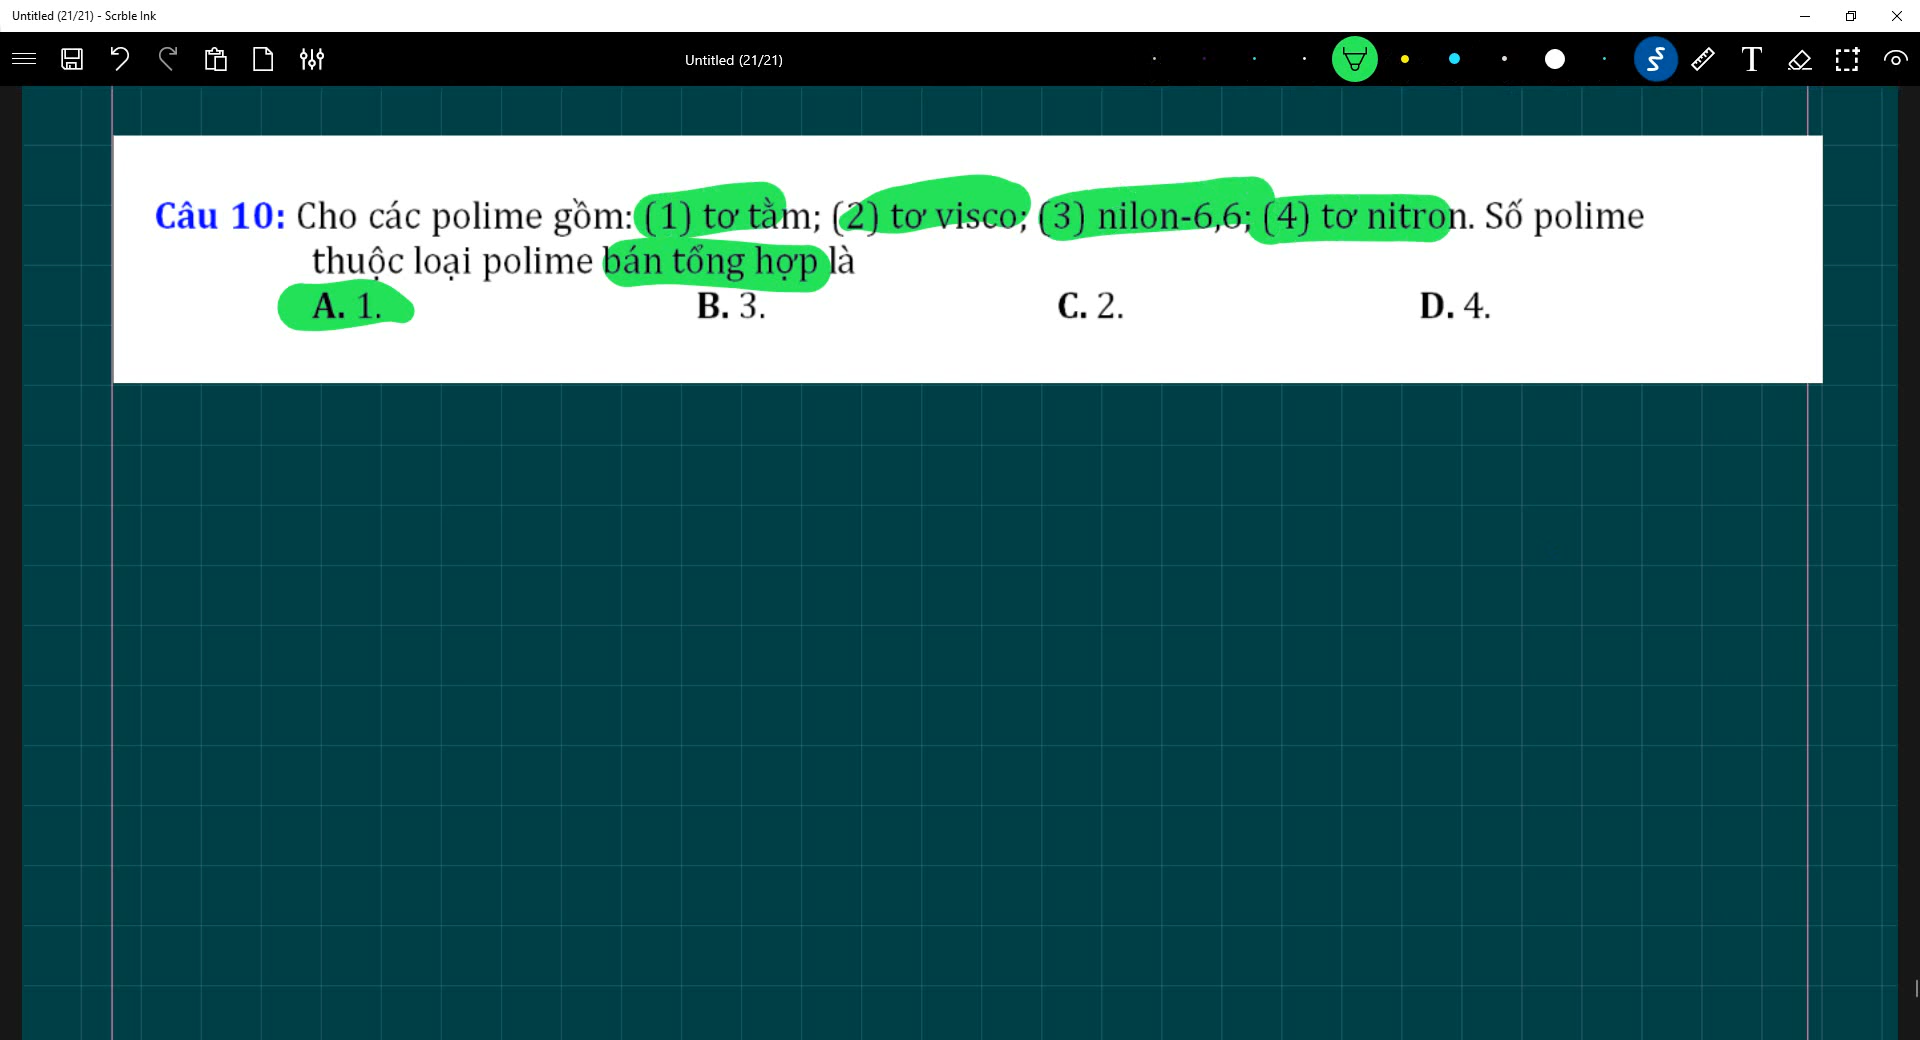 Untitled (21/21) - Scrble Ink
Untitled (21/21)
T
Câu 10: Cho các polime gồm: (1) tơ tằm; (2) tơ visco; (3) nilon-6,6; (4) tơ nitron. Số polime
thuộc loại polime bán tổng hợp là
A. 1. B. 3. C. 2. D. 4.